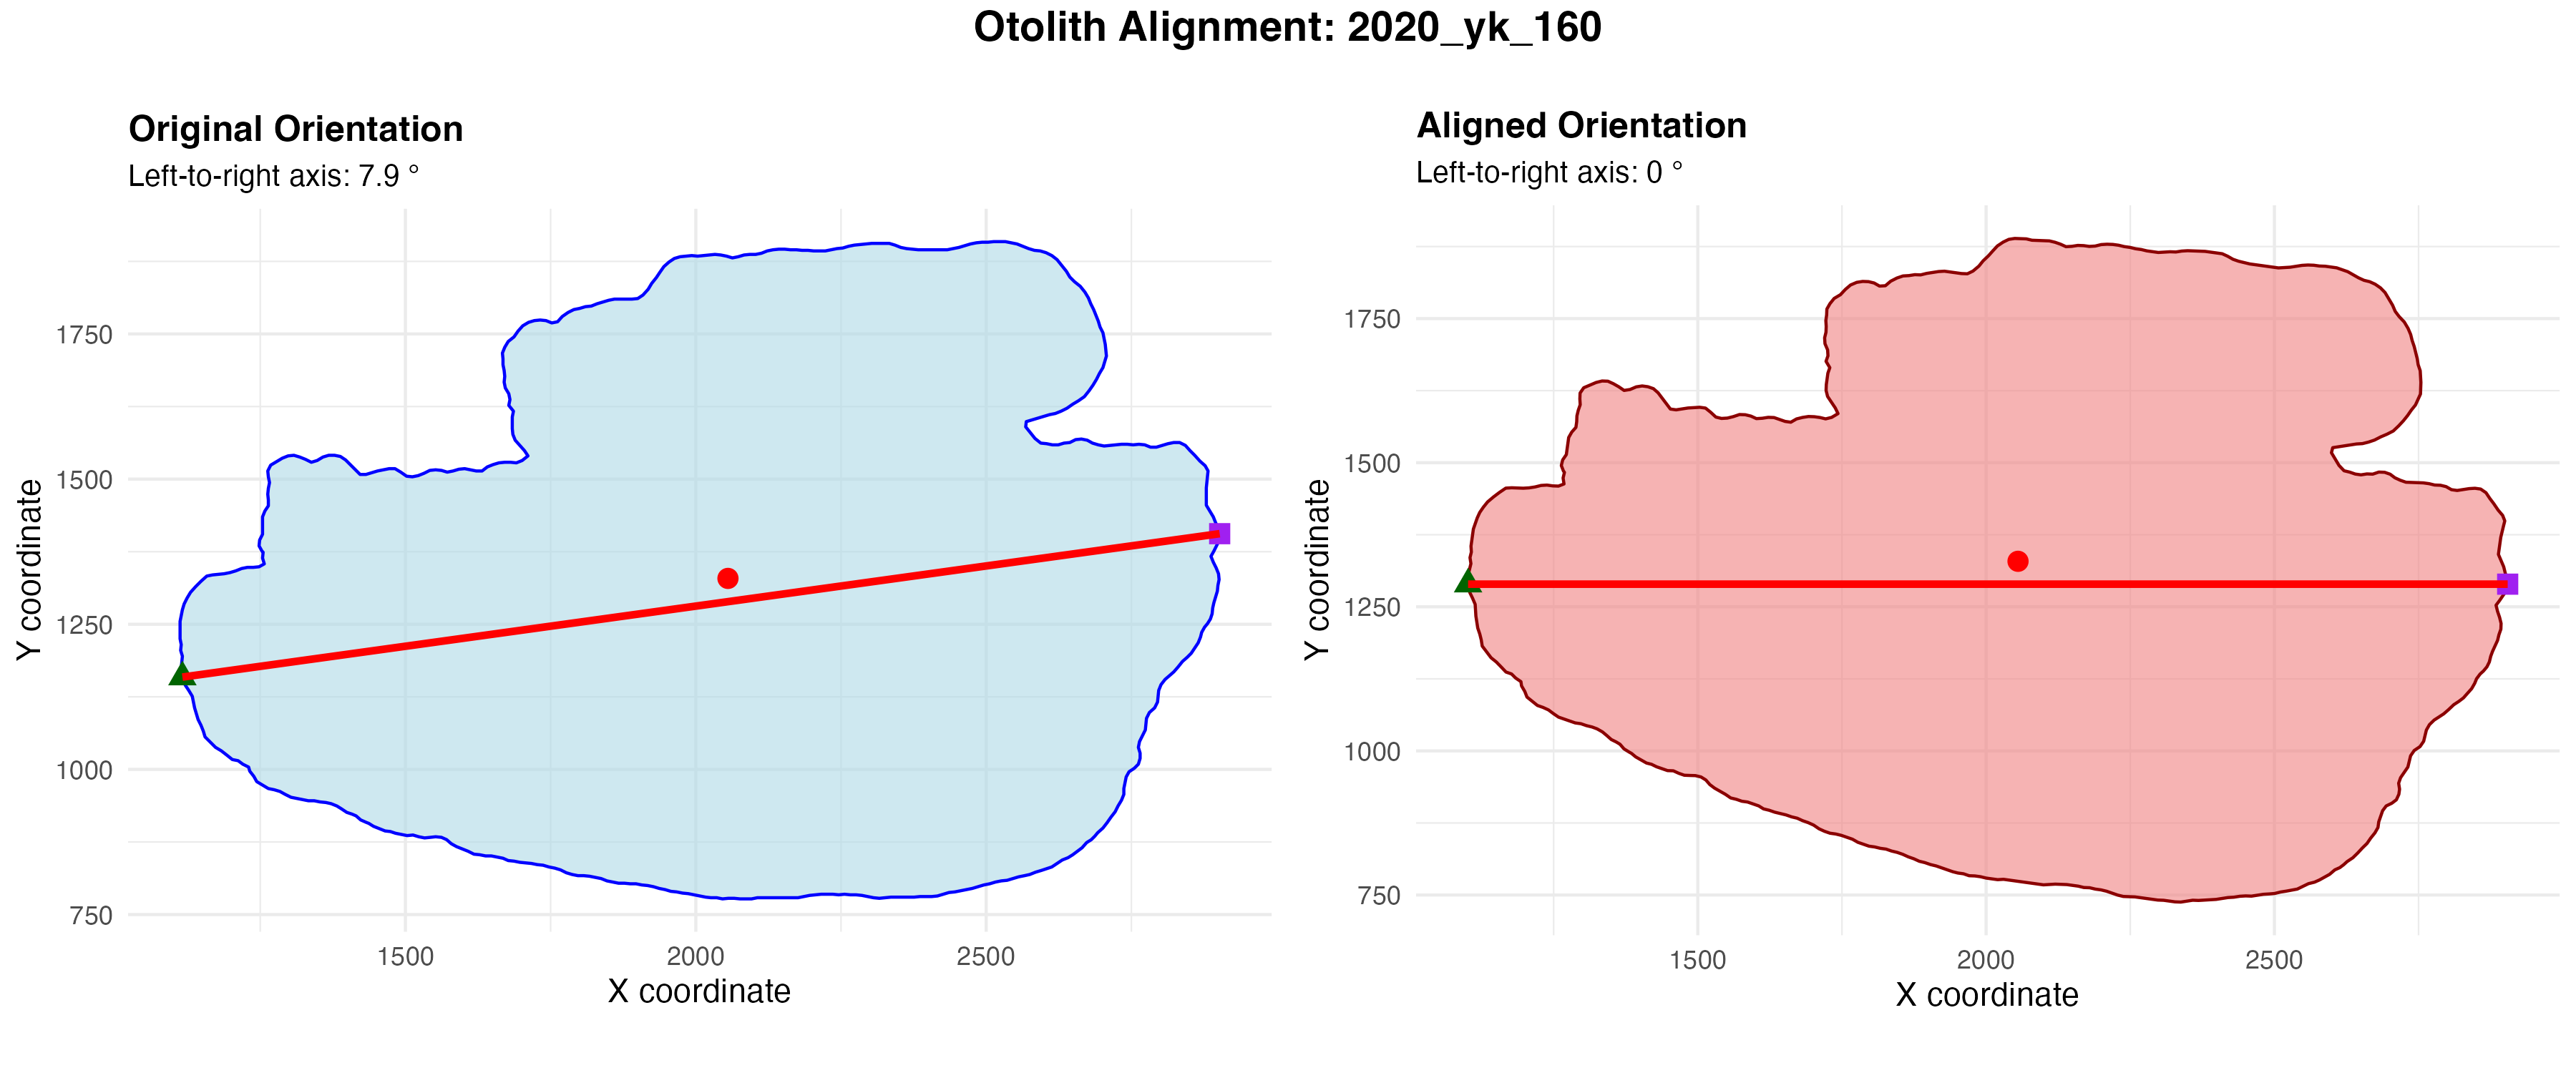 Otolith Alignment: 2020_yk_160
Original Orientation
Left-to-right axis: 7.9 °
1750
1500
1250
1000
750
Y coordinate
1500
2000
2500
X coordinate
Aligned Orientation
Left-to-right axis: 0 °
1750
1500
1250
1000
750
Y coordinate
1500
2000
2500
X coordinate